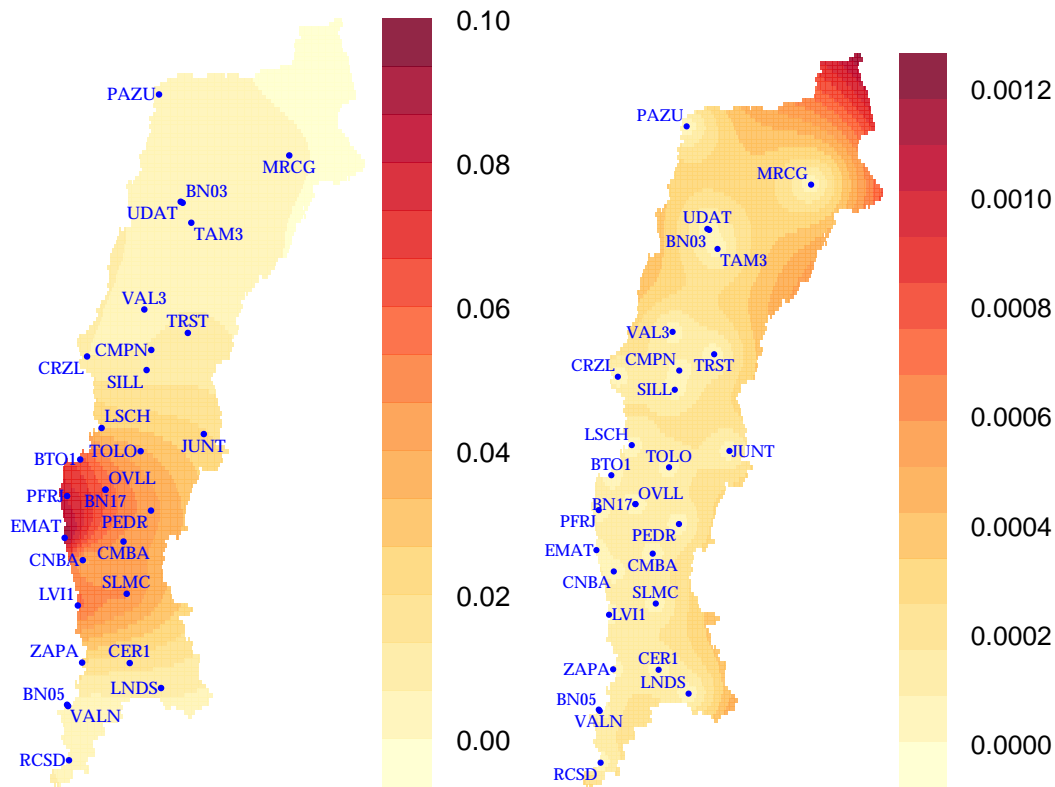 PAZU
MRCG
BN03
UDAT
TAM3
VAL3
TRST
CMPN
CRZL
SILL
LSCH
JUNT
TOLO
BTO1
OVLL
PFRJ
BN17
PEDR
EMAT
CMBA
CNBA
SLMC
LVI1
ZAPA
CER1
LNDS
BN05
VALN
RCSD
0.10
0.08
0.06
0.04
0.02
0.00
PAZU
MRCG
UDAT
BN03
TAM3
VAL3
CMPN
TRST
CRZL
SILL
LSCH
JUNT
TOLO
BTO1
OVLL
BN17
PFRJ
PEDR
EMAT
CMBA
CNBA
SLMC
LVI1
ZAPA
CER1
LNDS
BN05
VALN
RCSD
0.0012
0.0010
0.0008
0.0006
0.0004
0.0002
0.0000